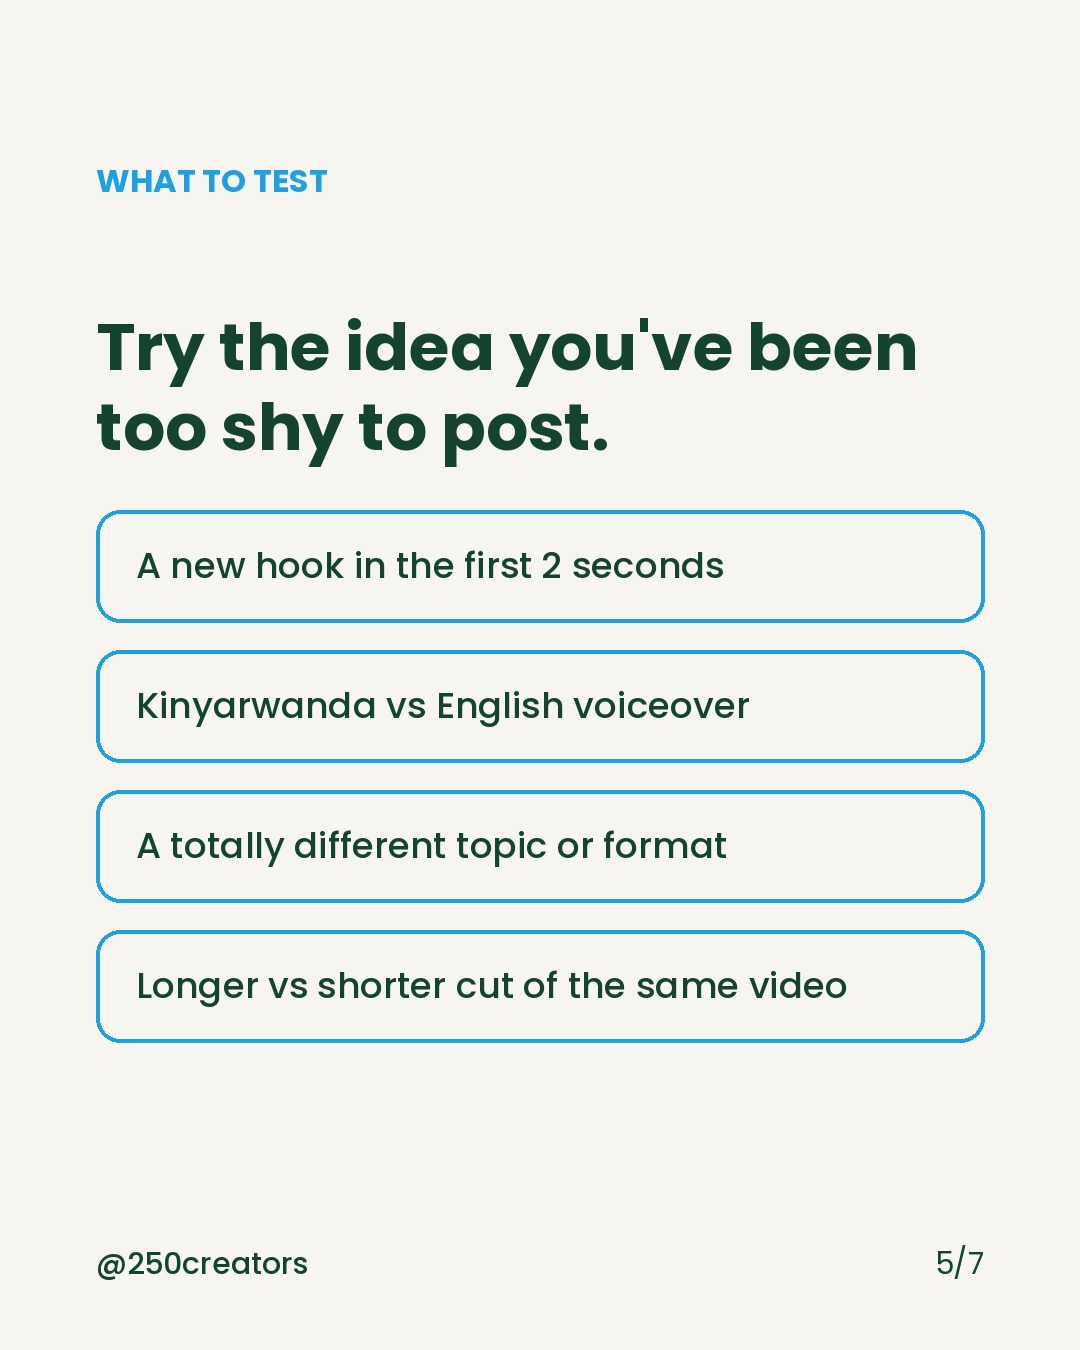 WHAT TO TEST
Try the idea you've been
too shy to post.
A new hook in the first 2 seconds
Kinyarwanda vs English voiceover
A totally different topic or format
Longer vs shorter cut of the same video
@250creators
5/7